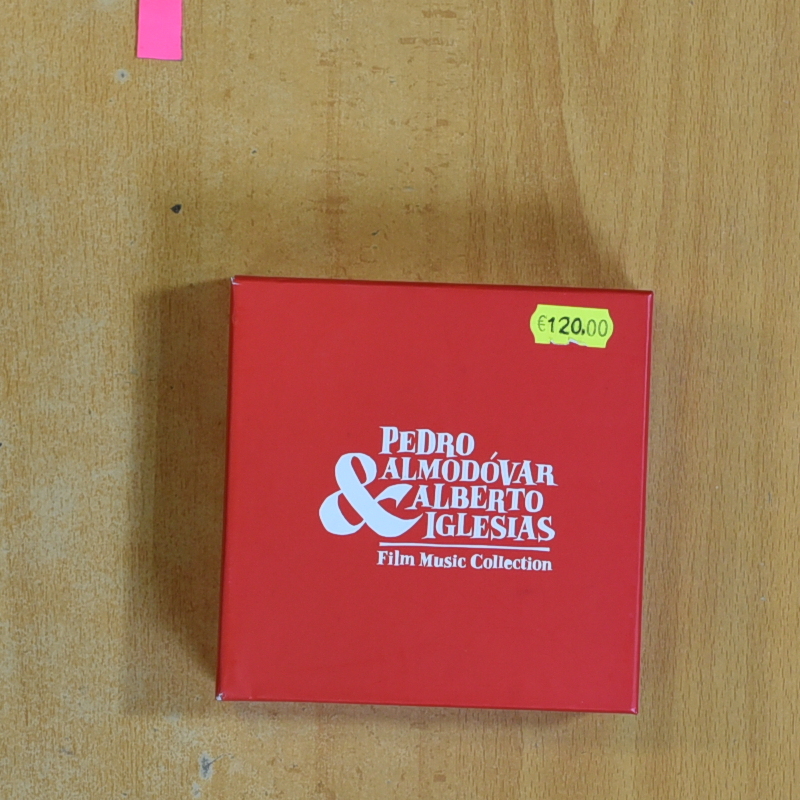 €120,00
PEDRO
ALMODÓVAR
& ALBERTO
IGLESIAS
Film Music Collection